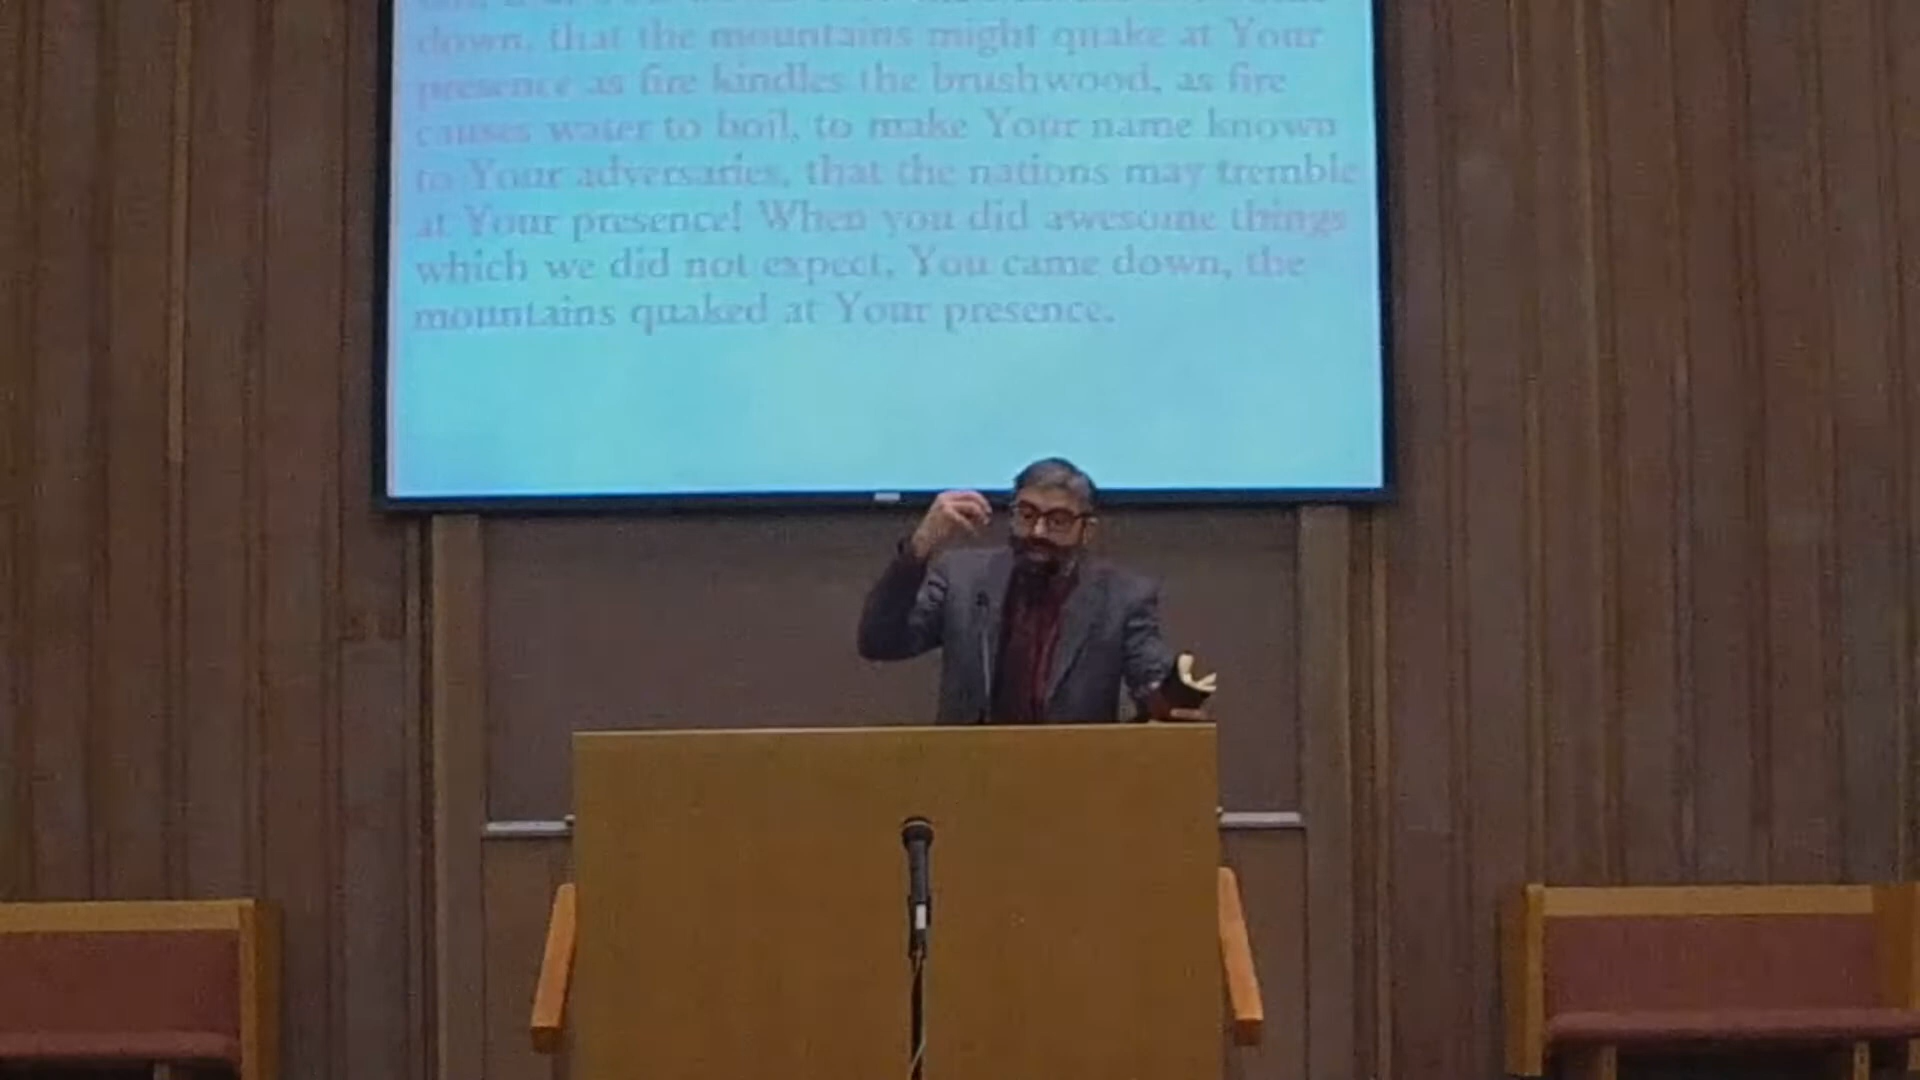 down, that the mountains might quake at Your
presence as fire kindles the brushwood, as fire
causes water to boil, to make Your name known
to Your adversaries, that the nations may tremble
at Your presence! When you did awesome things
which we did not expect, You came down, the
mountains quaked at Your presence.